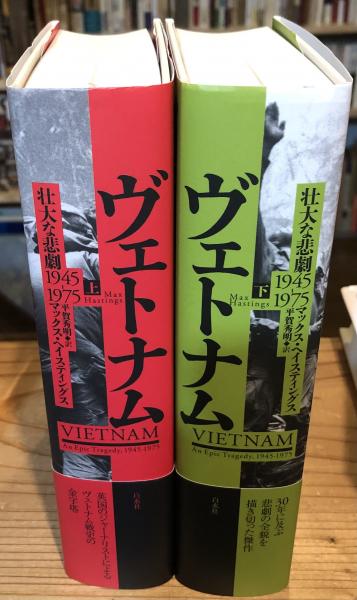 ヴェトナム
上
Max
Hastings
壮大な悲劇
1945
1975
マックス・ヘイスティングス
平賀秀明◆訳
VIETNAM
An Epic Tragedy, 1945-1975
白水社
英国のジャーナリストによる
ヴェトナム戦史の
金字塔
ヴェトナム
下
Max
Hastings
壮大な悲劇
1945
1975
マックス・ヘイスティングス
平賀秀明◆訳
VIETNAM
An Epic Tragedy, 1945-1975
白水社
30年に及ぶ
悲劇の全貌を
描き切った傑作